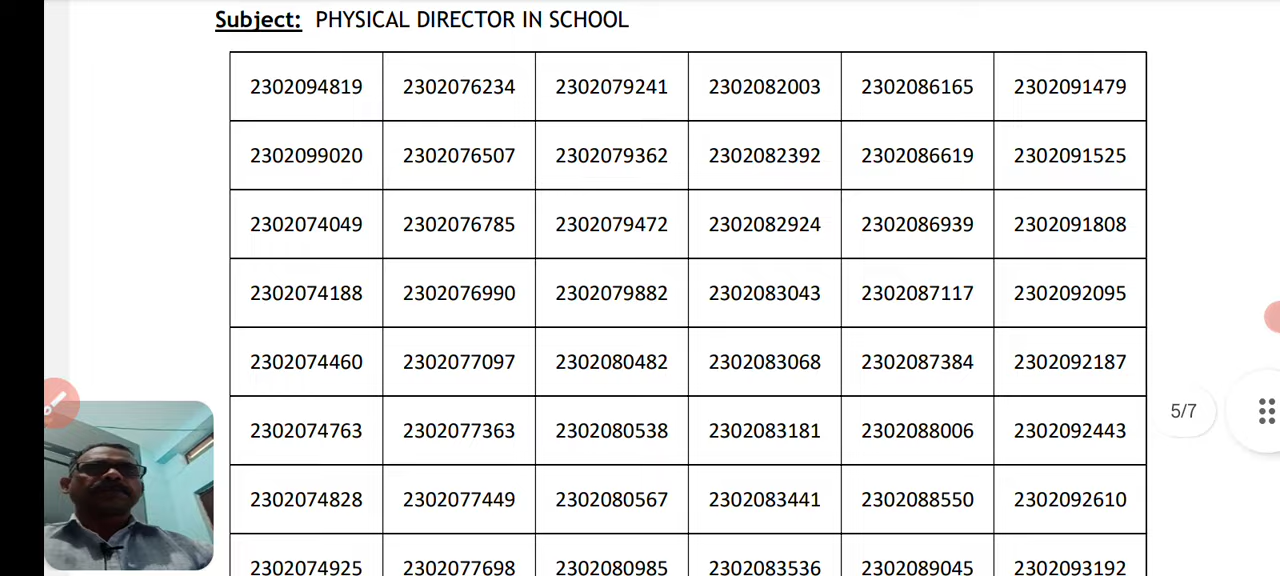 Subject: PHYSICAL DIRECTOR IN SCHOOL
2302094819 2302076234 2302079241 2302082003 2302086165 2302091479
2302099020 2302076507 2302079362 2302082392 2302086619 2302091525
2302074049 2302076785 2302079472 2302082924 2302086939 2302091808
2302074188 2302076990 2302079882 2302083043 2302087117 2302092095
2302074460 2302077097 2302080482 2302083068 2302087384 2302092187
2302074763 2302077363 2302080538 2302083181 2302088006 2302092443
2302074828 2302077449 2302080567 2302083441 2302088550 2302092610
2302074925 2302077698 2302080985 2302083536 2302089045 2302093192
5/7